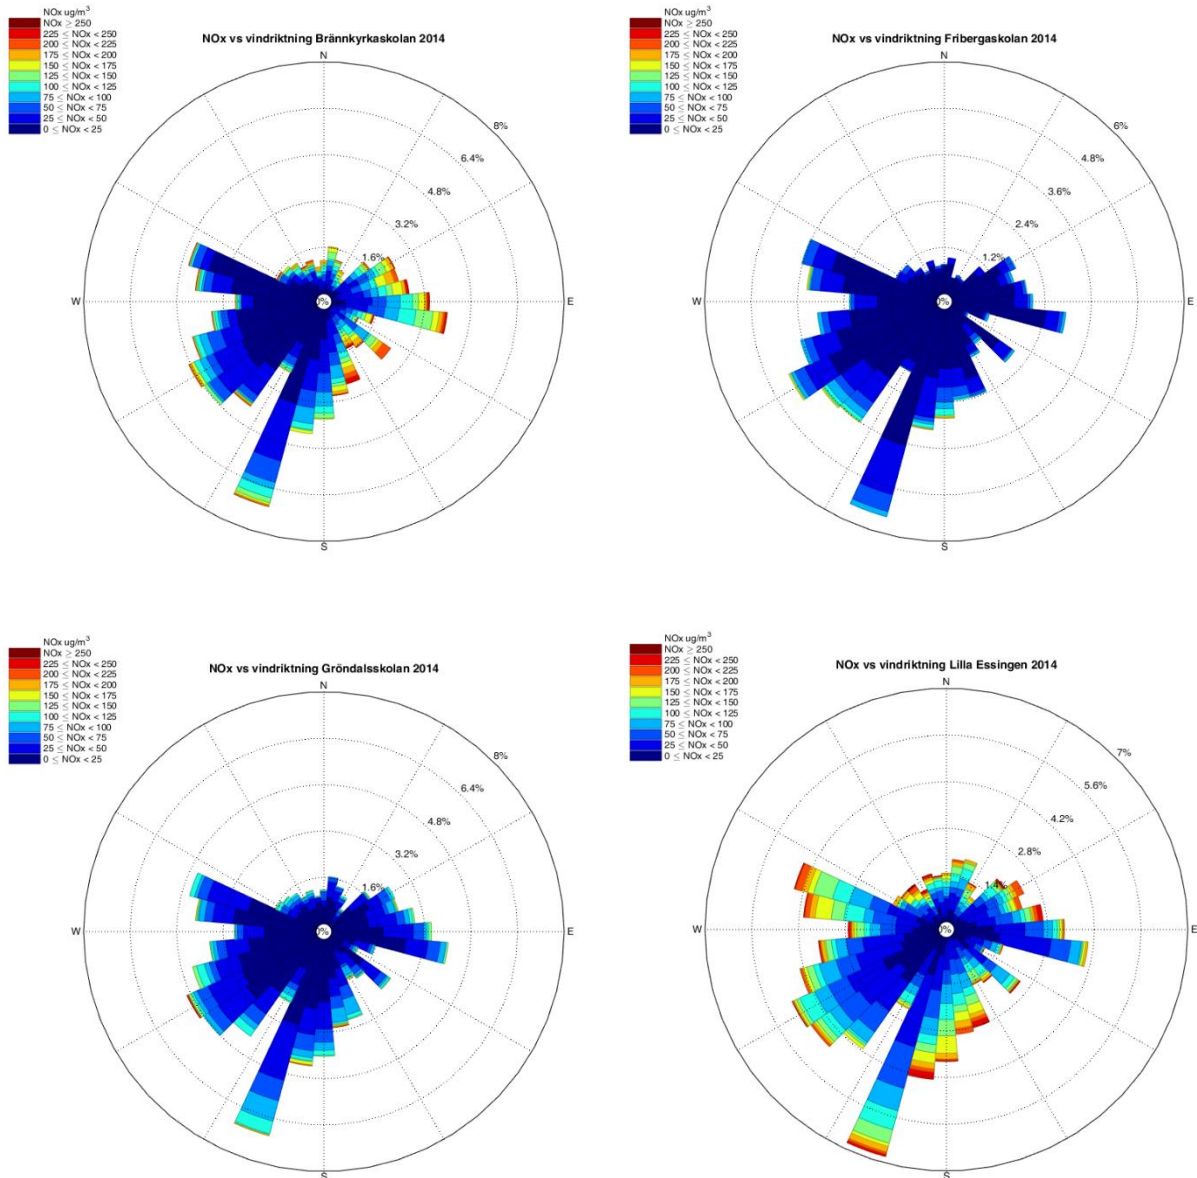 NOx ug/m³
NOx ≥ 250
225 ≤ NOx < 250
200 ≤ NOx < 225
175 ≤ NOx < 200
150 ≤ NOx < 175
125 ≤ NOx < 150
100 ≤ NOx < 125
75 ≤ NOx < 100
50 ≤ NOx < 75
25 ≤ NOx < 50
0 ≤ NOx < 25
NOx vs vindriktning Brännkyrkaskolan 2014
N
8%
6.4%
4.8%
3.2%
1.6%
W
0%
E
S
NOx ug/m³
NOx ≥ 250
225 ≤ NOx < 250
200 ≤ NOx < 225
175 ≤ NOx < 200
150 ≤ NOx < 175
125 ≤ NOx < 150
100 ≤ NOx < 125
75 ≤ NOx < 100
50 ≤ NOx < 75
25 ≤ NOx < 50
0 ≤ NOx < 25
NOx vs vindriktning Fribergaskolan 2014
N
6%
4.8%
3.6%
2.4%
1.2%
W
0%
E
S
NOx ug/m³
NOx ≥ 250
225 ≤ NOx < 250
200 ≤ NOx < 225
175 ≤ NOx < 200
150 ≤ NOx < 175
125 ≤ NOx < 150
100 ≤ NOx < 125
75 ≤ NOx < 100
50 ≤ NOx < 75
25 ≤ NOx < 50
0 ≤ NOx < 25
NOx vs vindriktning Gröndalsskolan 2014
N
8%
6.4%
4.8%
3.2%
1.6%
W
0%
E
S
NOx ug/m³
NOx ≥ 250
225 ≤ NOx < 250
200 ≤ NOx < 225
175 ≤ NOx < 200
150 ≤ NOx < 175
125 ≤ NOx < 150
100 ≤ NOx < 125
75 ≤ NOx < 100
50 ≤ NOx < 75
25 ≤ NOx < 50
0 ≤ NOx < 25
NOx vs vindriktning Lilla Essingen 2014
N
7%
5.6%
4.2%
2.8%
1.4%
W
0%
E
S